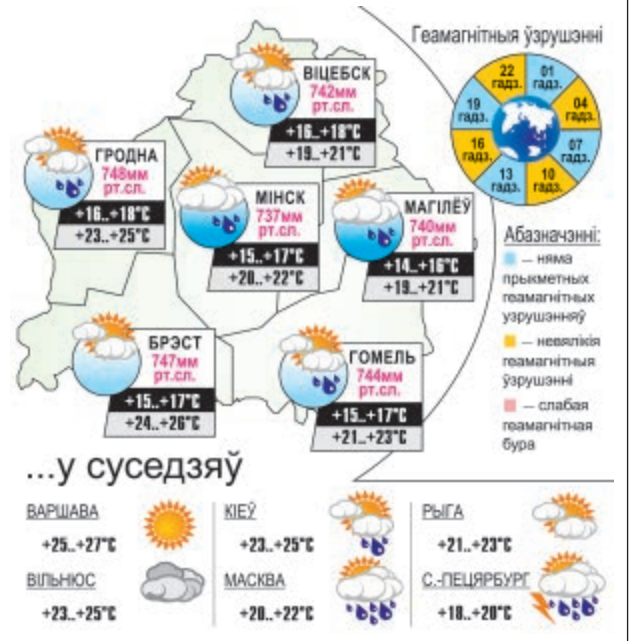 Геамагнітныя ўзрушэнні
22 гадз.
01 гадз.
04 гадз.
07 гадз.
10 гадз.
13 гадз.
16 гадз.
19 гадз.
ВІЦЕБСК
742мм
рт.сл.
+16..+18°С
+19..+21°С
ГРОДНА
748мм
рт.сл.
+16..+18°С
+23..+25°С
МІНСК
737мм
рт.сл.
+15..+17°С
+20..+22°С
МАГІЛЁЎ
740мм
рт.сл.
+14..+16°С
+19..+21°С
БРЭСТ
747мм
рт.сл.
+15..+17°С
+24..+26°С
ГОМЕЛЬ
744мм
рт.сл.
+15..+17°С
+21..+23°С
Абазначэнні:
– няма
прыкметных
геамагнітных
узрушэнняў
– невялікія
геамагнітныя
ўзрушэнні
– слабая
геамагнітная
бура
...у суседзяў
ВАРШАВА
+25..+27°С
ВІЛЬНЮС
+23..+25°С
КІЕЎ
+23..+25°С
МАСКВА
+20..+22°С
РЫГА
+21..+23°С
С.-ПЕЦЯРБУРГ
+18..+20°С